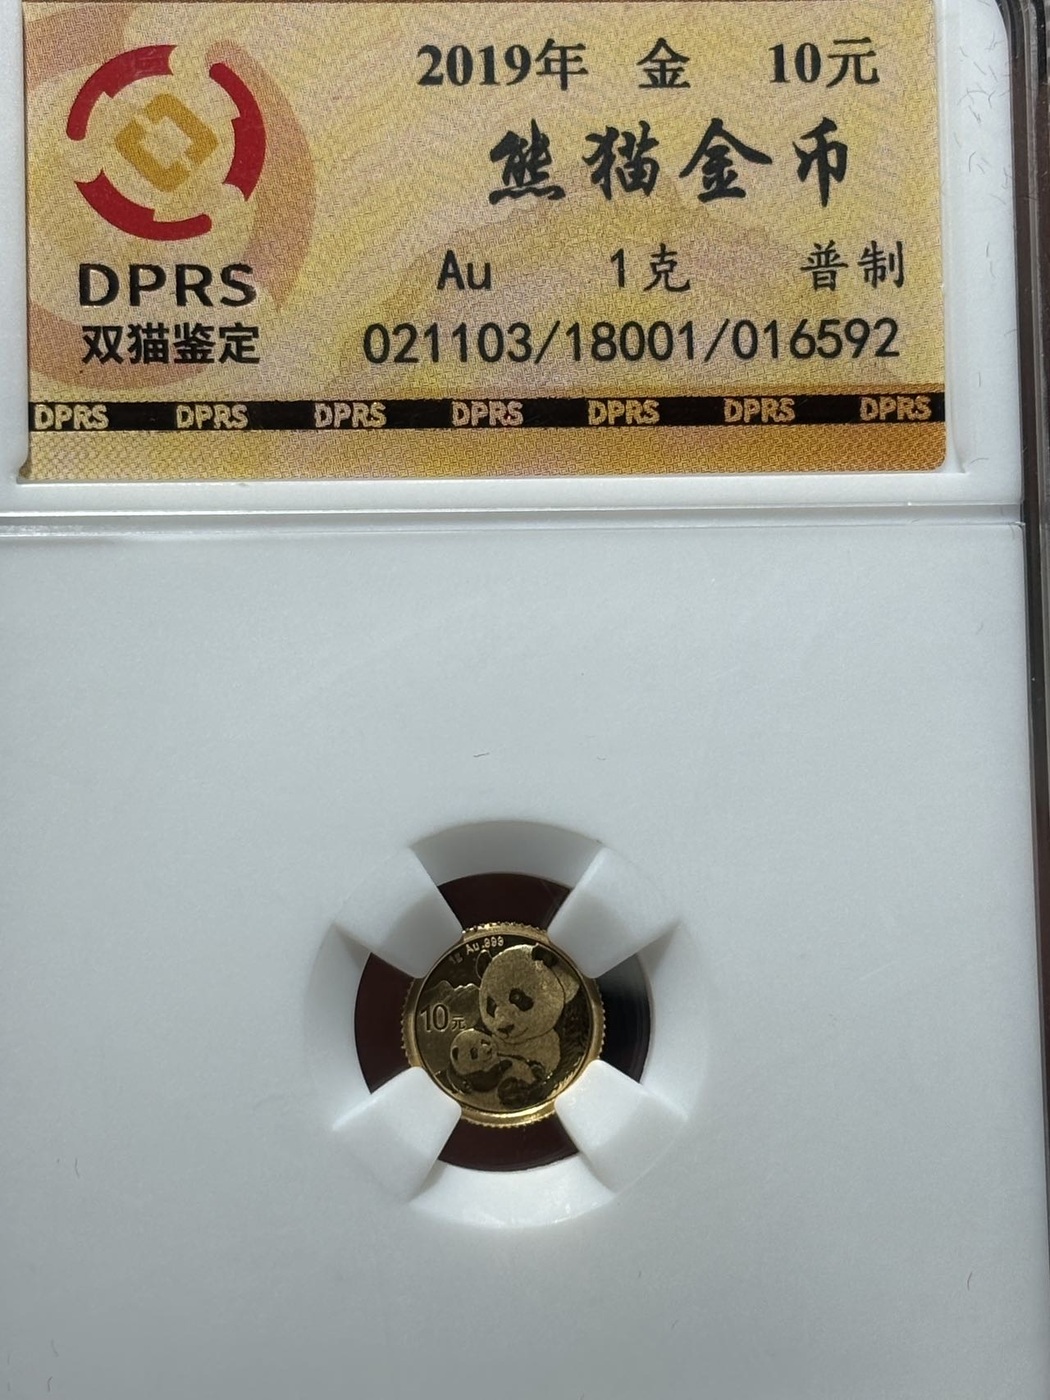 2019年 金 10元
熊猫金币
Au 1克 普制
021103/18001/016592
DPRS
双猫鉴定
DPRS DPRS DPRS DPRS DPRS DPRS DPRS
1g Au.999
10元